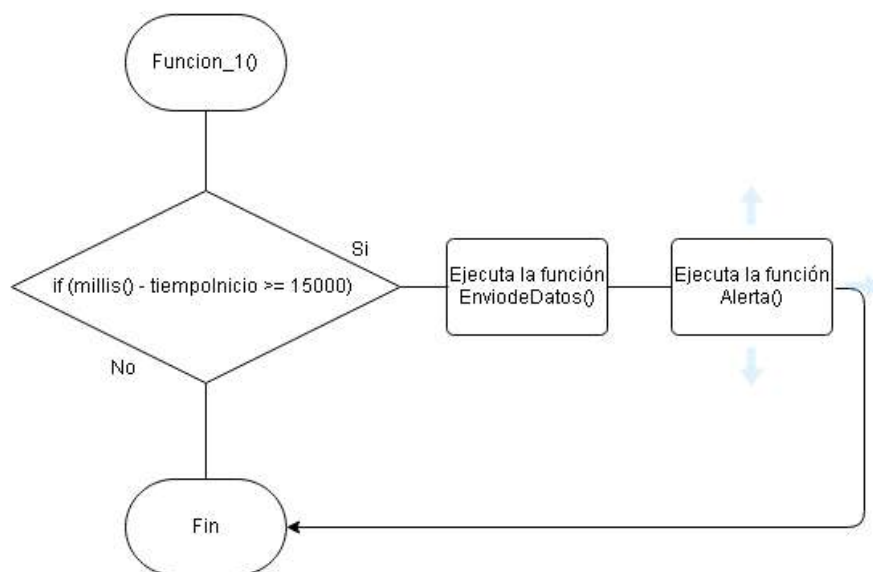 Funcion_1()
if (millis() - tiempoInicio >= 15000)
Si
No
Ejecuta la función
EnviodeDatos()
Ejecuta la función
Alerta()
Fin